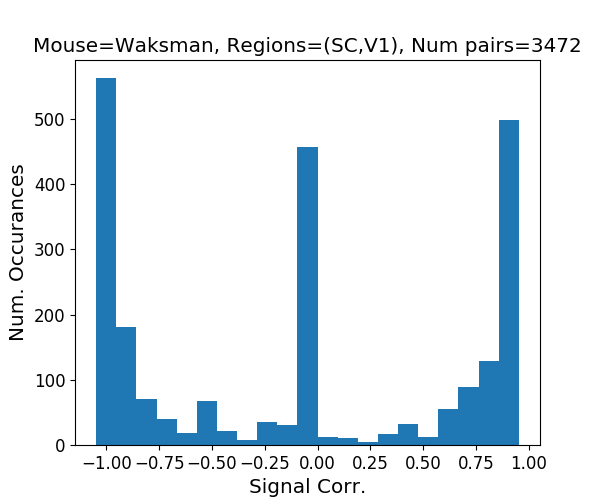 Mouse=Waksman, Regions=(SC,V1), Num pairs=3472
500
400
300
200
100
0
Num. Occurances
−1.00 −0.75 −0.50 −0.25 0.00 0.25 0.50 0.75 1.00
Signal Corr.